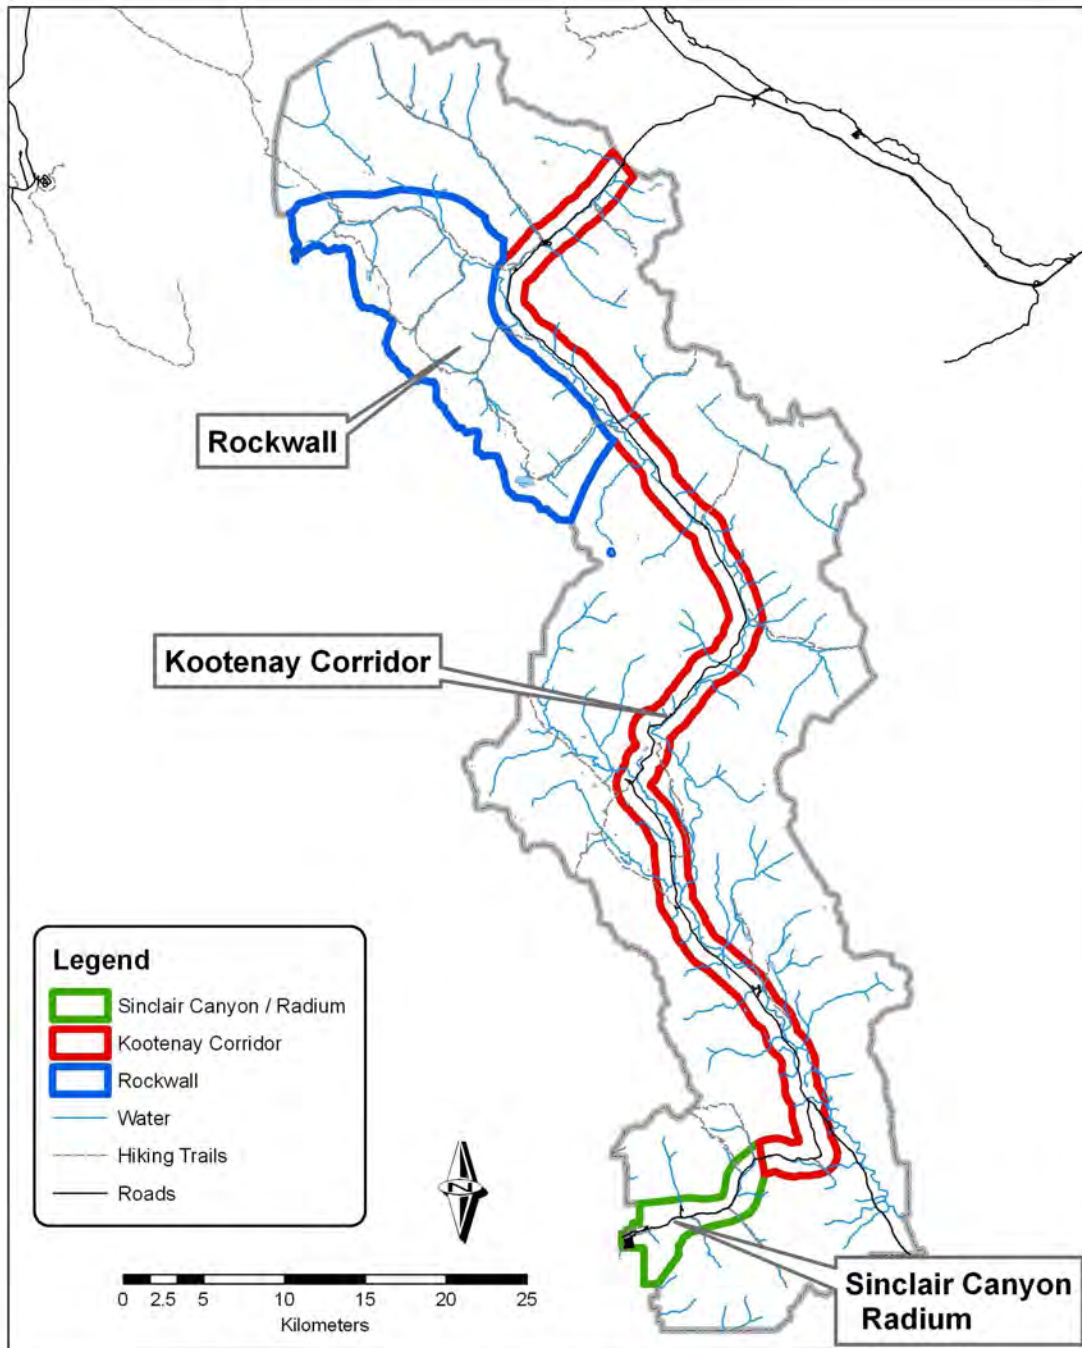 Rockwall
Kootenay Corridor
Legend
Sinclair Canyon / Radium
Kootenay Corridor
Rockwall
Water
Hiking Trails
Roads
N
0 2.5 5 10 15 20 25
Kilometers
Sinclair Canyon
Radium